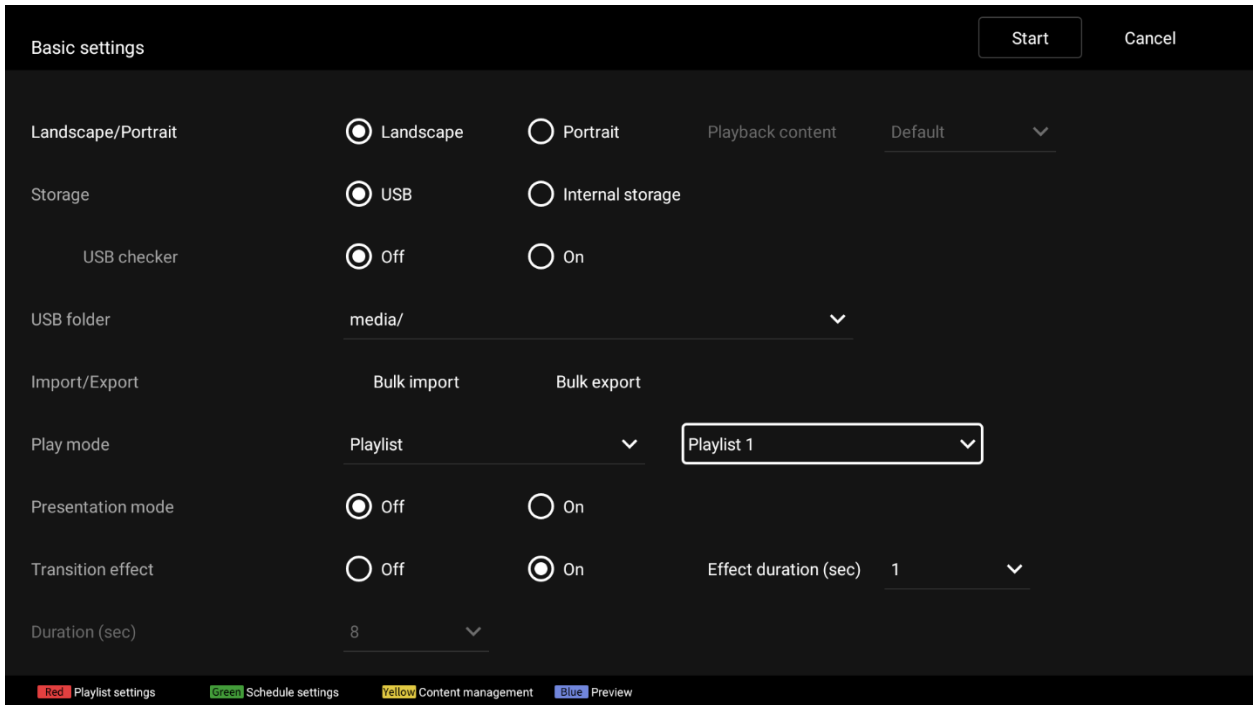 Basic settings Start Cancel
Landscape/Portrait Landscape Portrait Playback content Default
Storage USB Internal storage
USB checker Off On
USB folder media/
Import/Export Bulk import Bulk export
Play mode Playlist Playlist 1
Presentation mode Off On
Transition effect Off On Effect duration (sec) 1
Duration (sec) 8
Red Playlist settings Green Schedule settings Yellow Content management Blue Preview